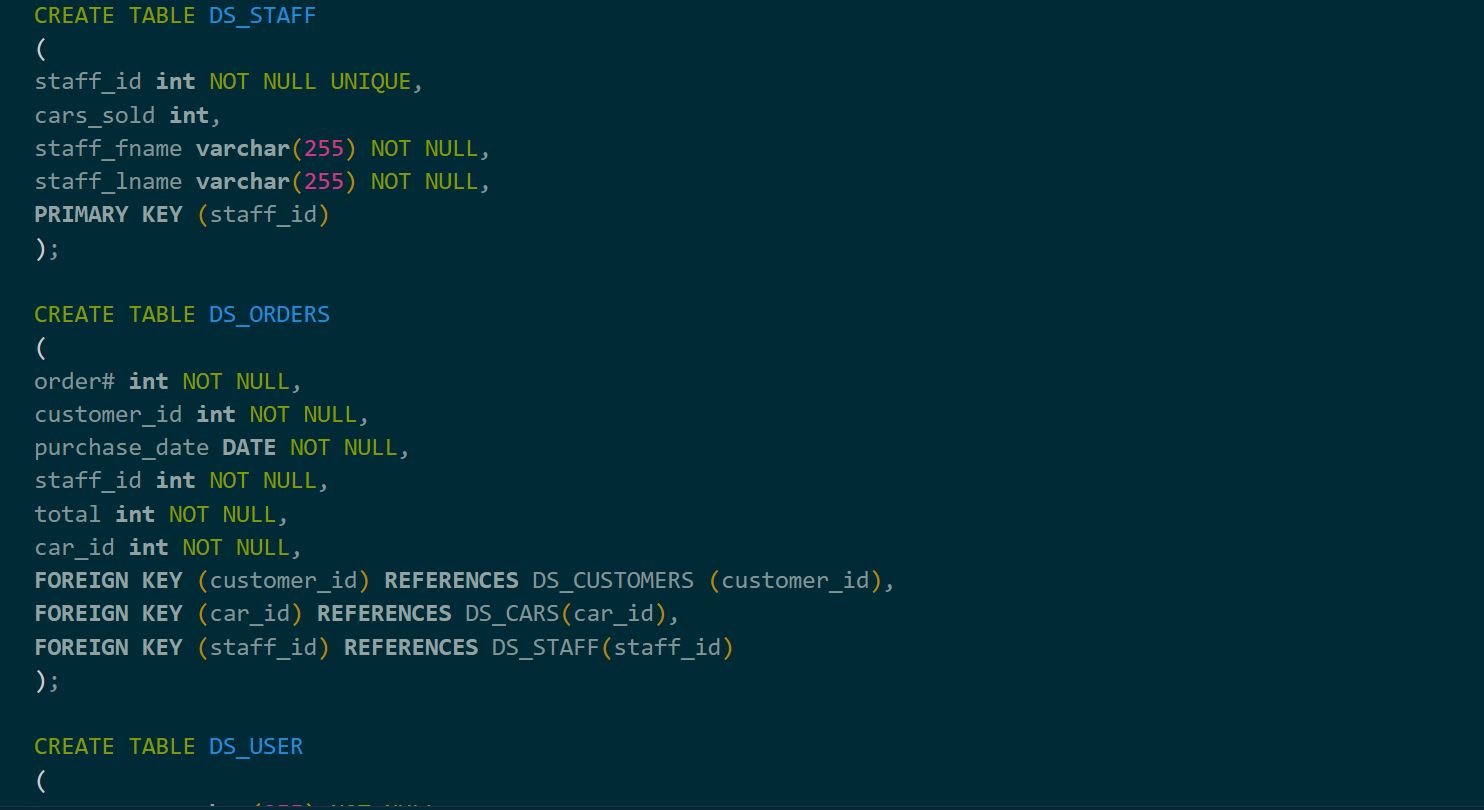 CREATE TABLE DS_STAFF
(
staff_id int NOT NULL UNIQUE,
cars_sold int,
staff_fname varchar(255) NOT NULL,
staff_lname varchar(255) NOT NULL,
PRIMARY KEY (staff_id)
);
CREATE TABLE DS_ORDERS
(
order# int NOT NULL,
customer_id int NOT NULL,
purchase_date DATE NOT NULL,
staff_id int NOT NULL,
total int NOT NULL,
car_id int NOT NULL,
FOREIGN KEY (customer_id) REFERENCES DS_CUSTOMERS (customer_id),
FOREIGN KEY (car_id) REFERENCES DS_CARS(car_id),
FOREIGN KEY (staff_id) REFERENCES DS_STAFF(staff_id)
);
CREATE TABLE DS_USER
(